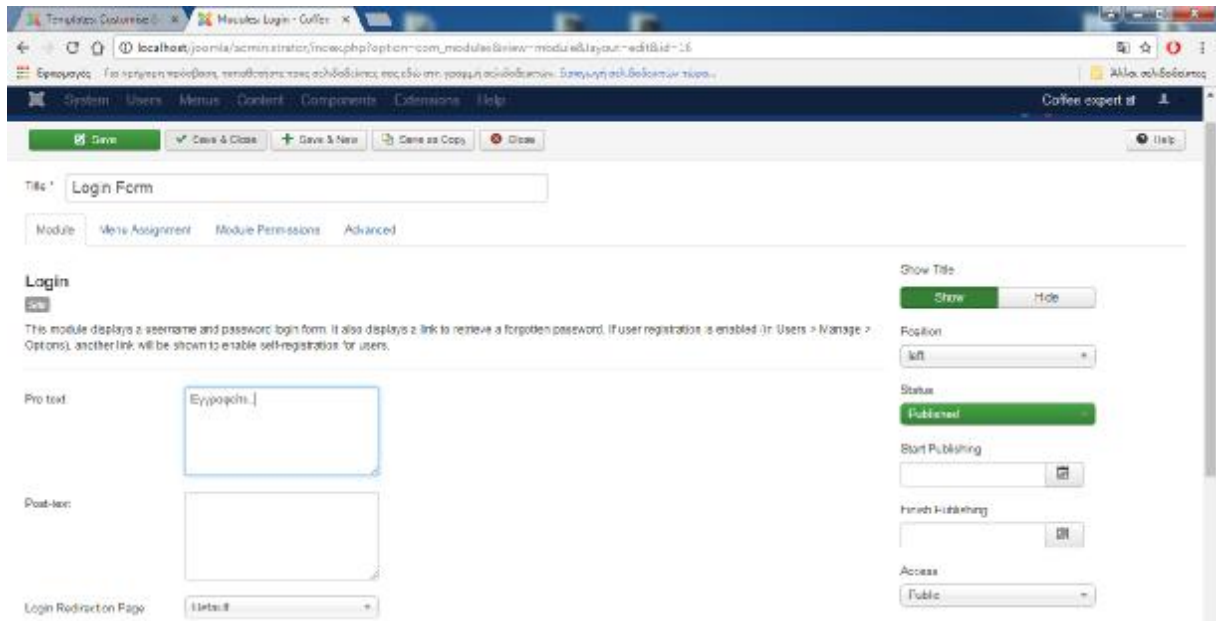 Modules: Login - Coffee
localhost/joomla/administrator/index.php?option=com_modules&view=module&layout=edit&id=16
Άλλοι σελιδοδείκτες
System Users Menus Content Components Extensions Help
Coffee expert at
Save
Save & Close
Save & New
Save as Copy
Close
Help
Title *
Login Form
Module
Menu Assignment
Module Permissions
Advanced
Login
Site
This module displays a username and password login form. It also displays a link to retrieve a forgotten password. If user registration is enabled (in Users > Manage >
Options), another link will be shown to enable self-registration for users.
Show Title
Show
Hide
Position
left
Pre-text
Status
Published
Start Publishing
Post-text
Finish Publishing
Access
Public
Login Redirection Page
Default